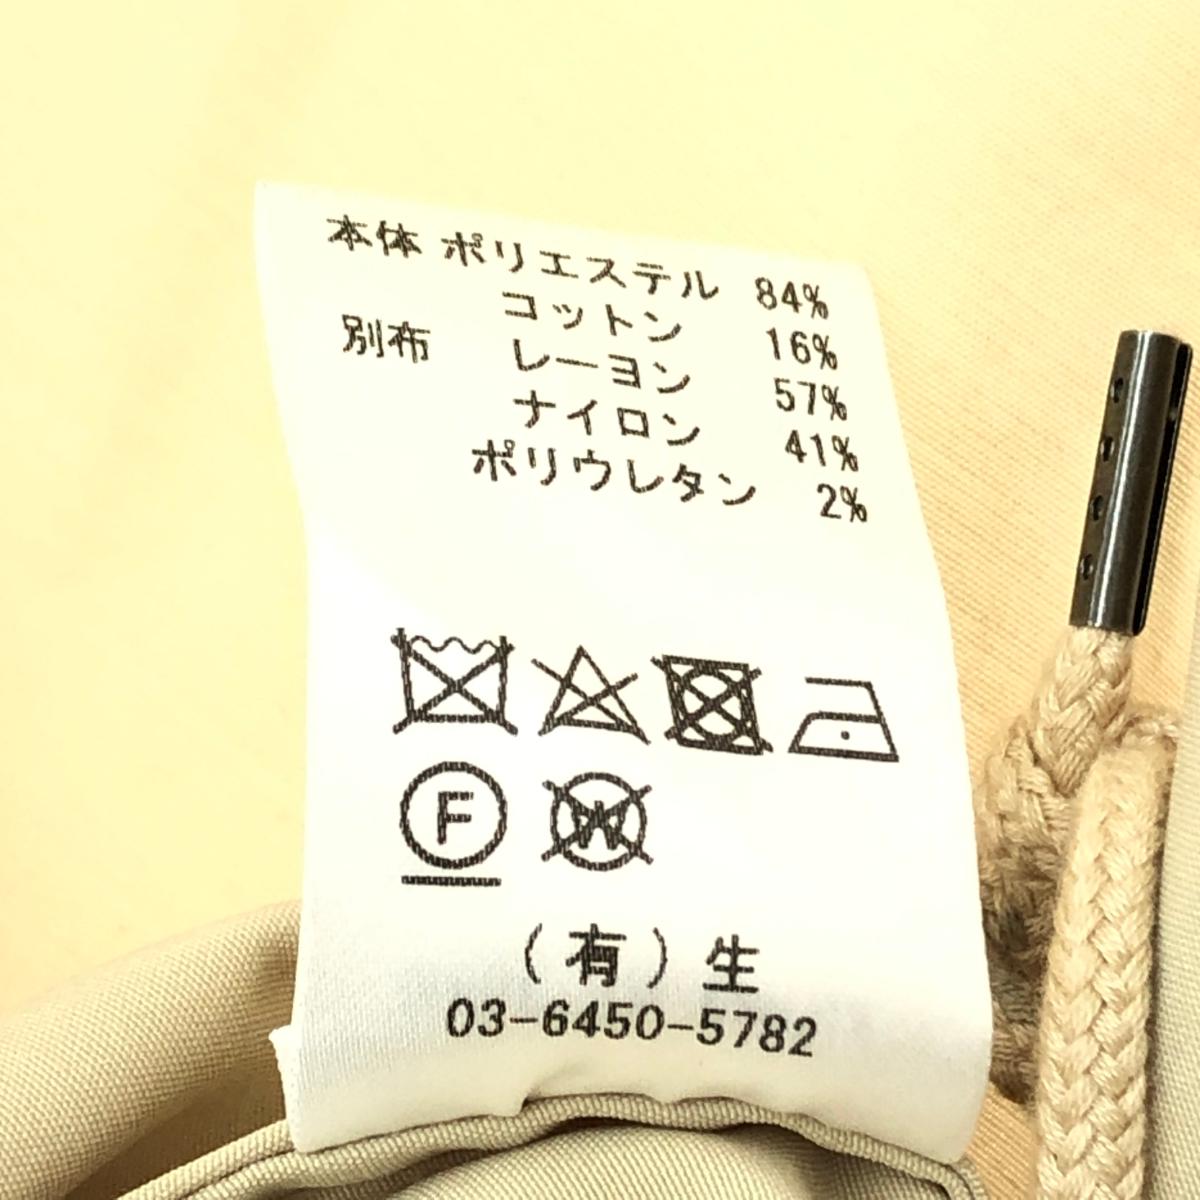 本体 ポリエステル 84%
コットン 16%
別布 レーヨン 57%
ナイロン 41%
ポリウレタン 2%
F W
(有)生
03-6450-5782